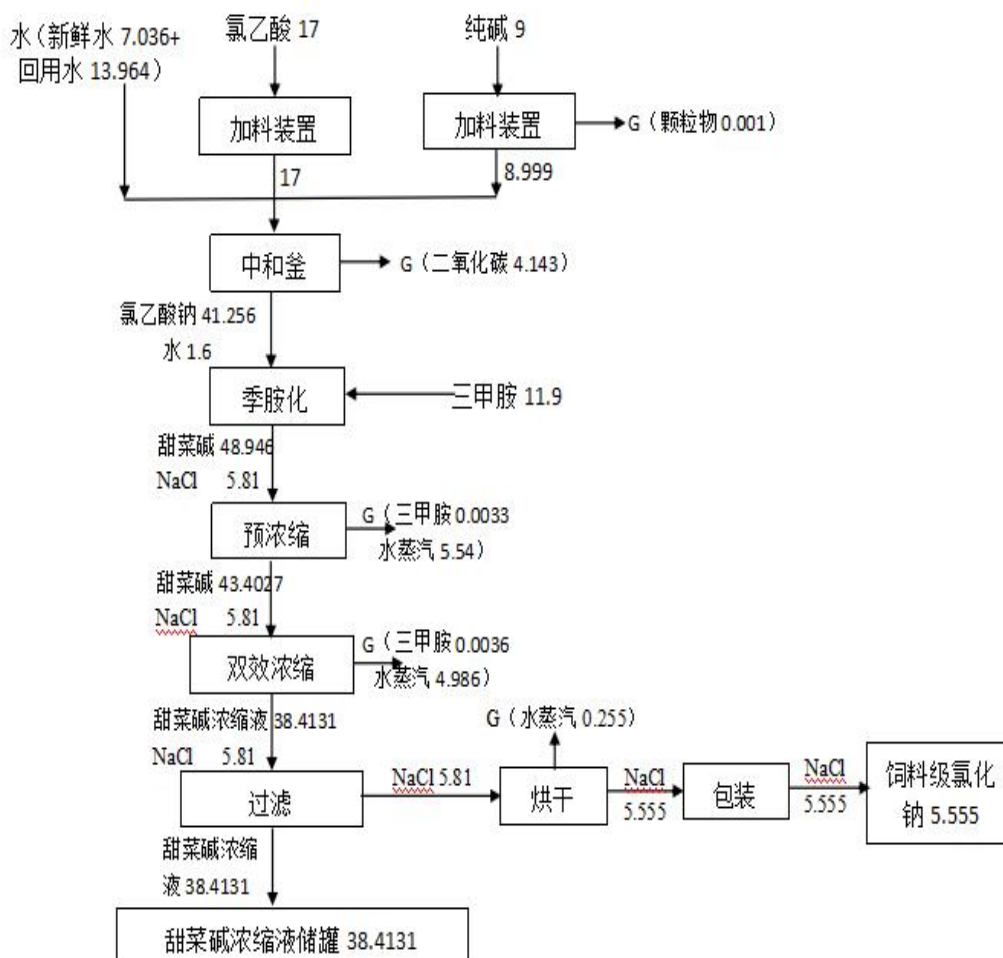 水（新鲜水 7.036+
回用水 13.964）
氯乙酸 17
纯碱 9
加料装置
加料装置
G（颗粒物 0.001）
17
8.999
中和釜
G（二氧化碳 4.143）
氯乙酸钠 41.256
水 1.6
季胺化
三甲胺 11.9
甜菜碱 48.946
NaCl 5.81
预浓缩
G（三甲胺 0.0033
水蒸汽 5.54）
甜菜碱 43.4027
NaCl 5.81
双效浓缩
G（三甲胺 0.0036
水蒸汽 4.986）
甜菜碱浓缩液 38.4131
NaCl 5.81
G（水蒸汽 0.255）
过滤
NaCl 5.81
烘干
NaCl
5.555
包装
NaCl
5.555
饲料级氯化
钠 5.555
甜菜碱浓缩
液 38.4131
甜菜碱浓缩液储罐 38.4131